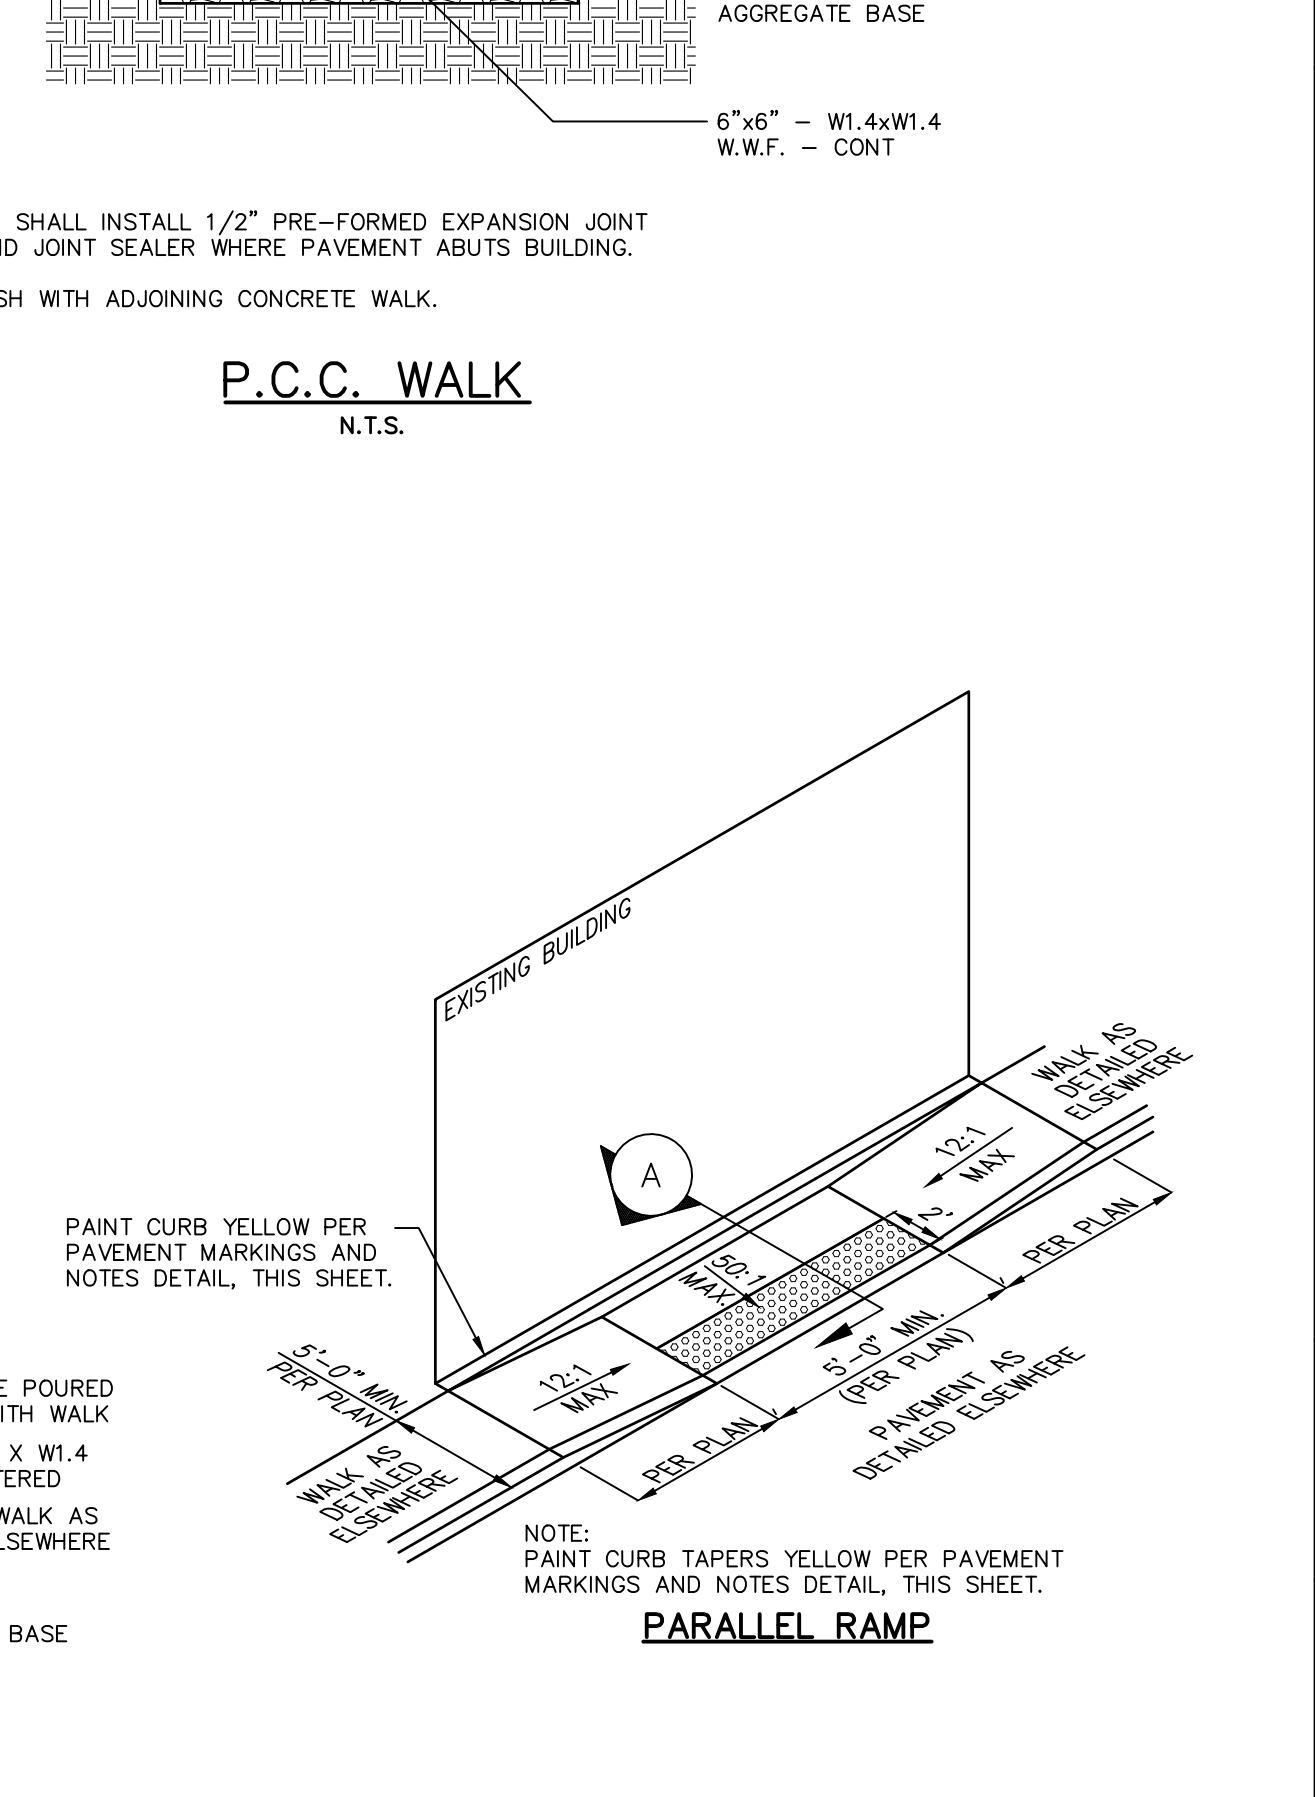 AGGREGATE BASE
6"x6" – W1.4xW1.4
W.W.F. – CONT
SHALL INSTALL 1/2" PRE–FORMED EXPANSION JOINT
JOINT SEALER WHERE PAVEMENT ABUTS BUILDING.
WITH ADJOINING CONCRETE WALK.
P.C.C. WALK
N.T.S.
EXISTING BUILDING
WALK AS
DETAILED
ELSEWHERE
12:1
MAX
A
2'
PER PLAN
PAINT CURB YELLOW PER
PAVEMENT MARKINGS AND
NOTES DETAIL, THIS SHEET.
50:1
MAX.
5'–0" MIN.
(PER PLAN)
5'–0" MIN.
PER PLAN
12:1
MAX
PAVEMENT AS
DETAILED ELSEWHERE
PER PLAN
WALK AS
DETAILED
ELSEWHERE
POURED
WALK
X W1.4
WALK AS
BASE
NOTE:
PAINT CURB TAPERS YELLOW PER PAVEMENT
MARKINGS AND NOTES DETAIL, THIS SHEET.
PARALLEL RAMP